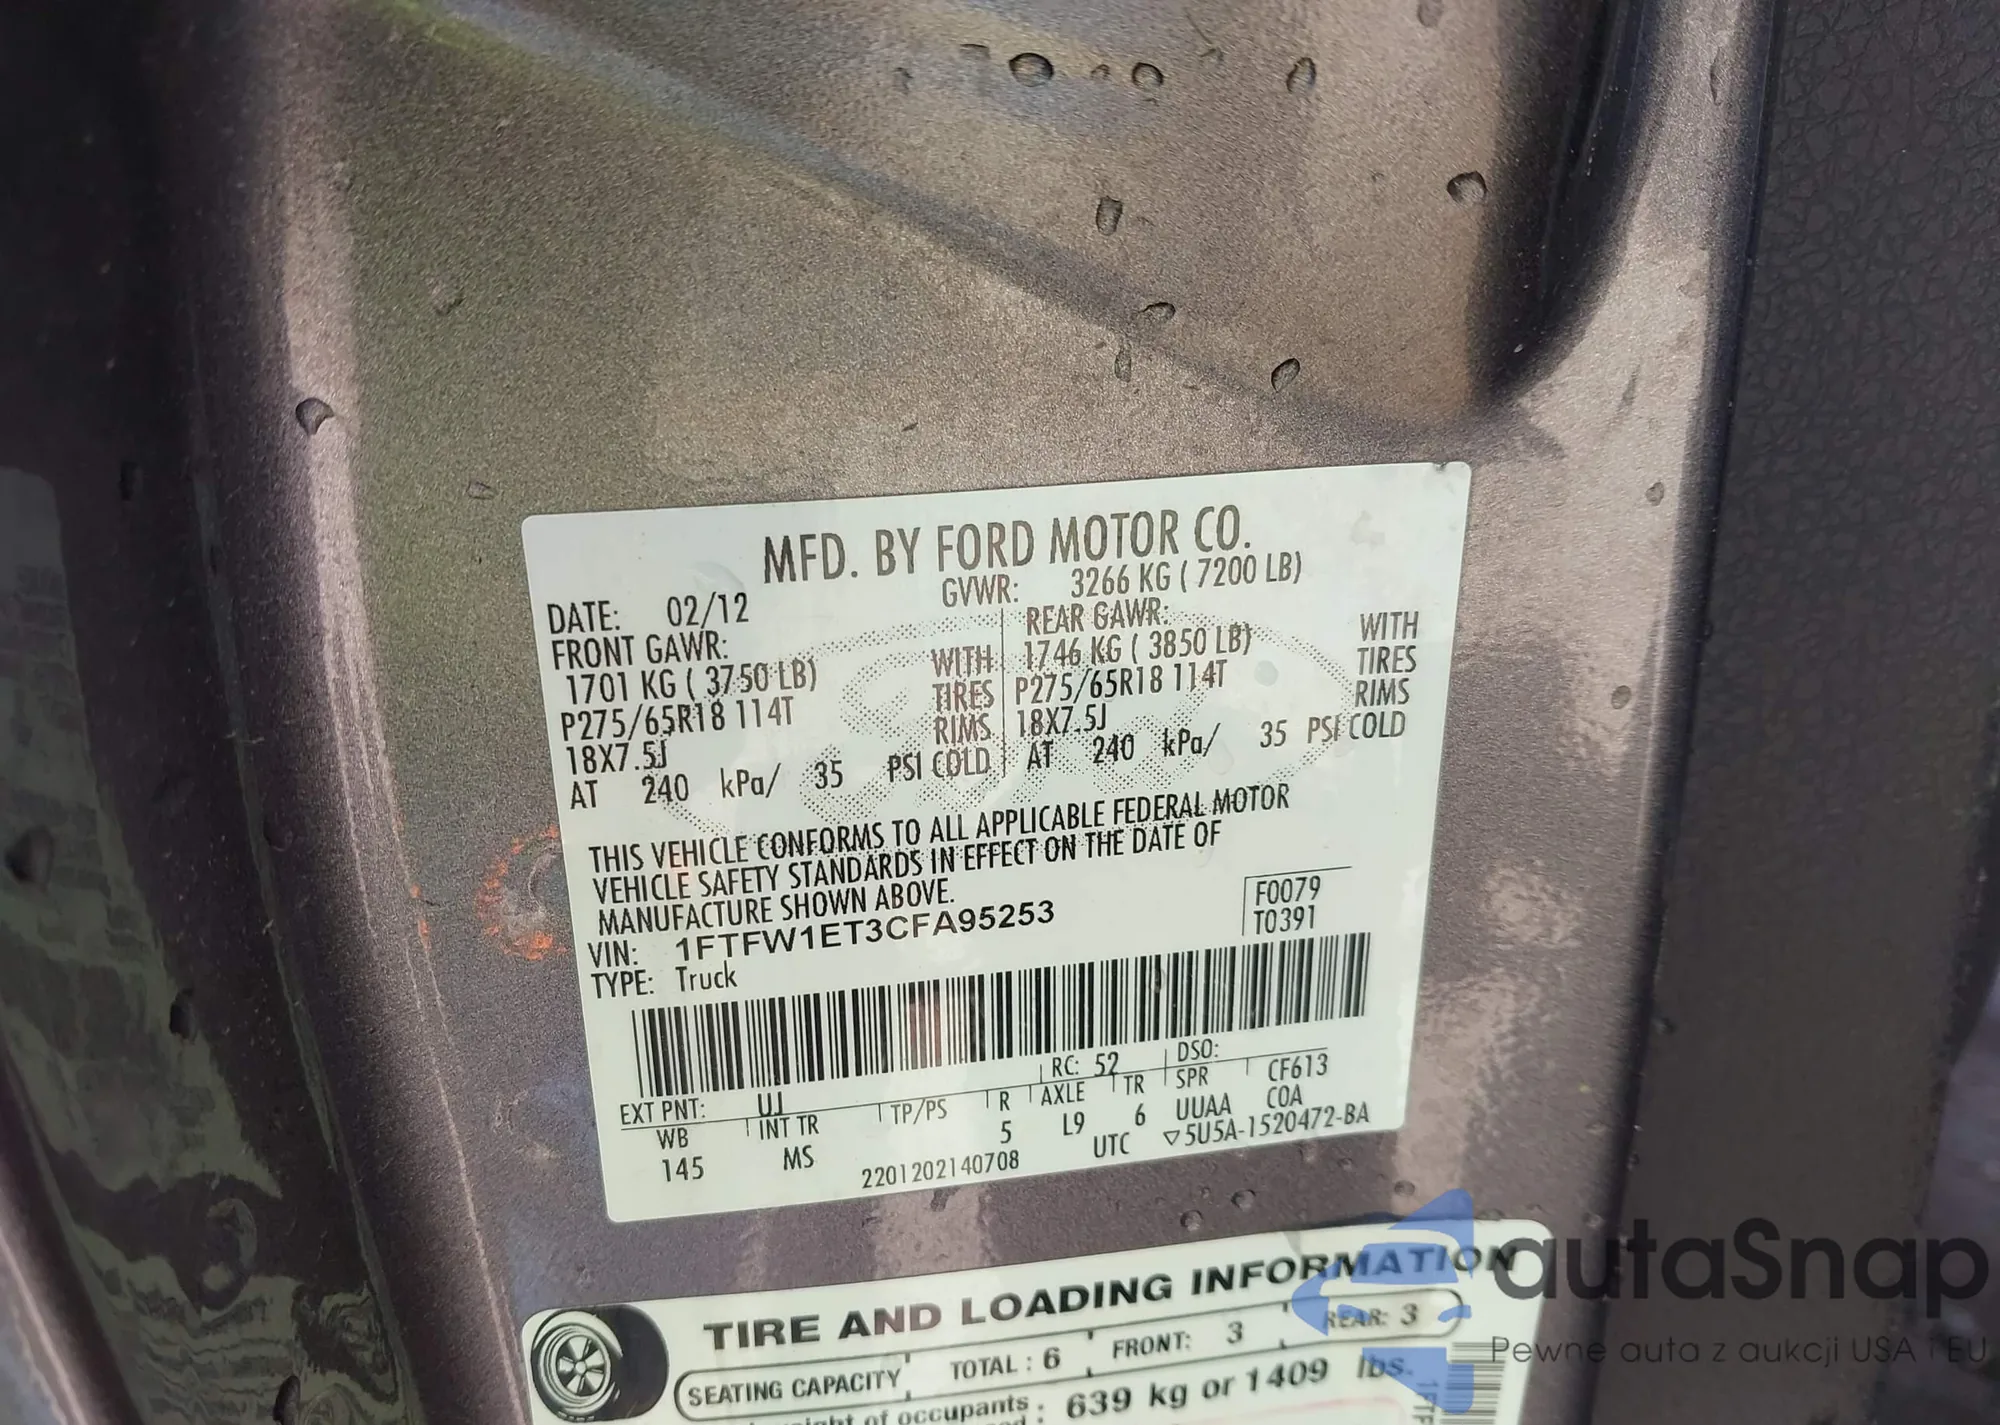 MFD. BY FORD MOTOR CO.
DATE: 02/12 GVWR: 3266 KG ( 7200 LB)
FRONT GAWR: REAR GAWR:
1701 KG ( 3750 LB) WITH 1746 KG ( 3850 LB) WITH
P275/65R18 114T TIRES P275/65R18 114T TIRES
18X7.5J RIMS 18X7.5J RIMS
AT 240 kPa/ 35 PSI COLD AT 240 kPa/ 35 PSI COLD
THIS VEHICLE CONFORMS TO ALL APPLICABLE FEDERAL MOTOR
VEHICLE SAFETY STANDARDS IN EFFECT ON THE DATE OF
MANUFACTURE SHOWN ABOVE.
VIN: 1FTFW1ET3CFA95253 F0079
TYPE: Truck T0391
EXT PNT: UJ RC: 52 DSO: CF613
WB INT TR TP/PS R AXLE TR SPR COA
145 MS 5 L9 6 UUAA
2201202140708 UTC ▽5U5A-1520472-BA
TIRE AND LOADING INFORMATION
SEATING CAPACITY TOTAL : 6 FRONT: 3 REAR: 3
of occupants : 639 kg or 1409 lbs.
autaSnap
Pewne auta z aukcji USA i EU